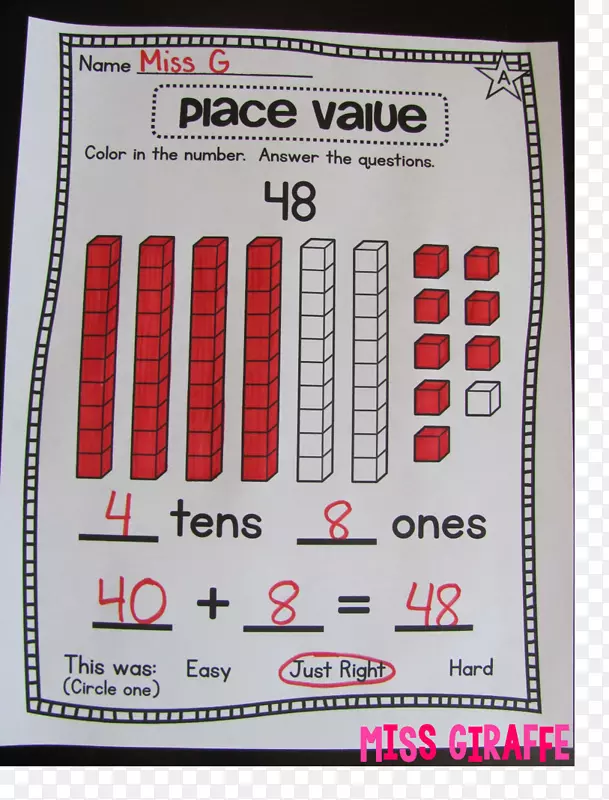 Name Miss G
A
Place Value
Color in the number. Answer the questions.
48
4 tens 8 ones
40 + 8 = 48
This was: Easy Just Right Hard
(Circle one)
MISS GIRAFFE